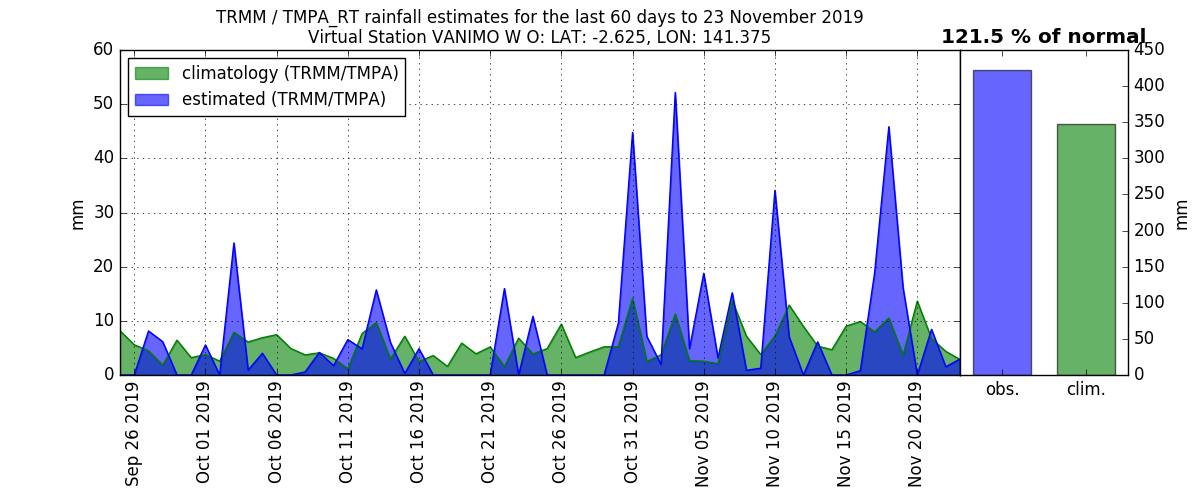 TRMM / TMPA_RT rainfall estimates for the last 60 days to 23 November 2019
Virtual Station VANIMO W O: LAT: -2.625, LON: 141.375
121.5 % of normal
climatology (TRMM/TMPA)
estimated (TRMM/TMPA)
60
50
40
30
20
10
0
mm
Sep 26 2019
Oct 01 2019
Oct 06 2019
Oct 11 2019
Oct 16 2019
Oct 21 2019
Oct 26 2019
Oct 31 2019
Nov 05 2019
Nov 10 2019
Nov 15 2019
Nov 20 2019
450
400
350
300
250
200
150
100
50
0
mm
obs.
clim.